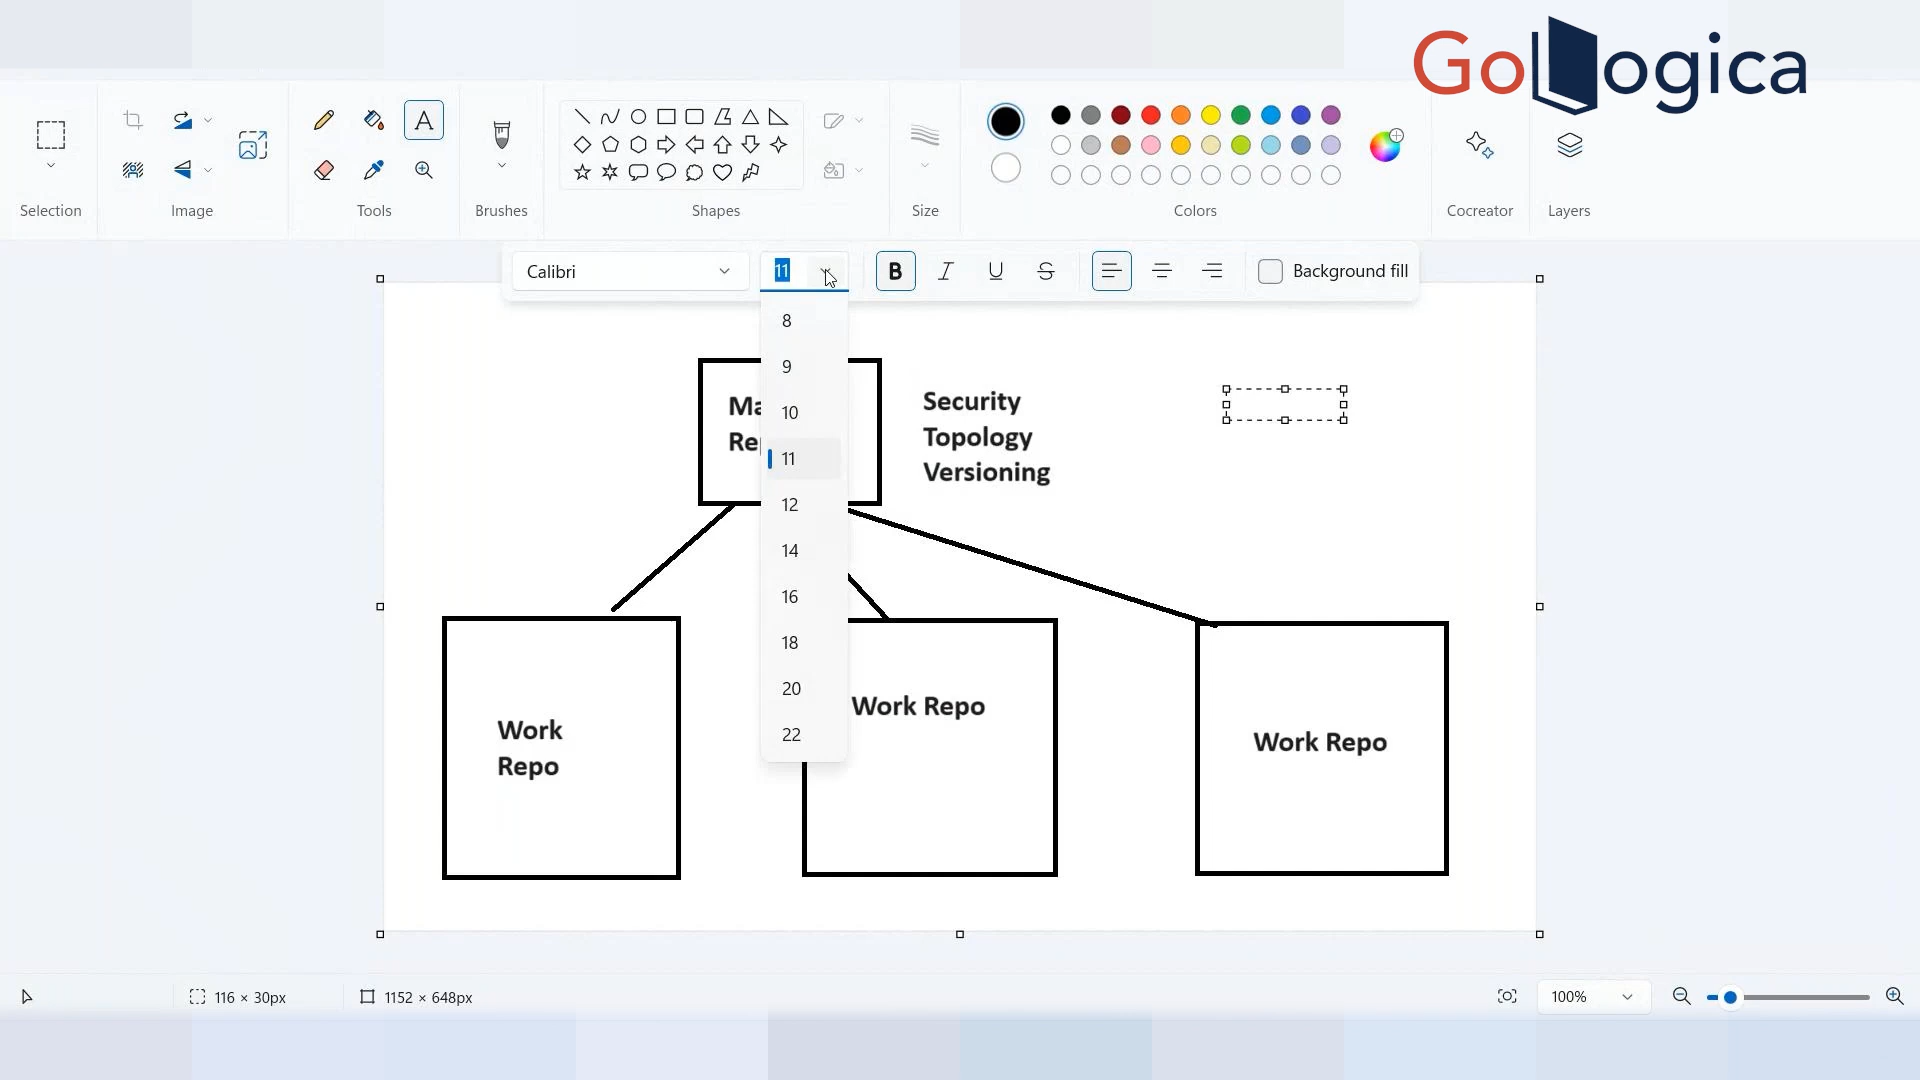 GoLogica
Selection
Image
Tools
Brushes
Shapes
Size
Colors
Cocreator
Layers
Calibri
11
B
Background fill
8
9
10
11
12
14
16
18
20
22
Ma
Re
Security
Topology
Versioning
Work
Repo
Work Repo
Work Repo
116 × 30px
1152 × 648px
100%